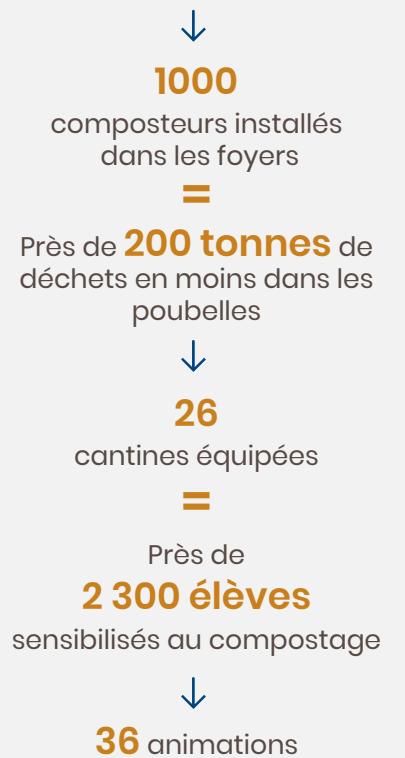 1000
composteurs installés
dans les foyers
=
Près de 200 tonnes de
déchets en moins dans les
poubelles
26
cantines équipées
=
Près de
2 300 élèves
sensibilisés au compostage
36 animations